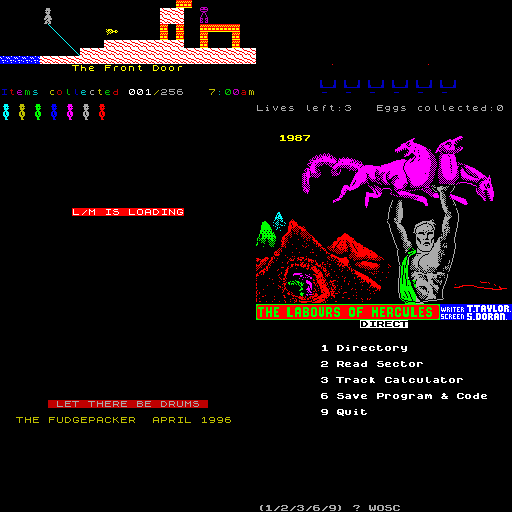 The Front Door
Items collected 001/256 7:00am
Lives left:3 Eggs collected:0
1987
L/M IS LOADING
THE LABOURS OF HERCULES
WRITER T.TAYLOR.
SCREEN S.DORAN.
DIRECT
1 Directory
2 Read Sector
3 Track Calculator
6 Save Program & Code
9 Quit
LET THERE BE DRUMS
THE FUDGEPACKER APRIL 1996
(1/2/3/6/9) ? WOSC